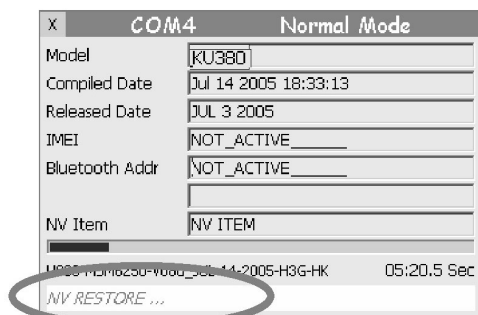 X COM4 Normal Mode
Model KU380
Compiled Date Jul 14 2005 18:33:13
Released Date JUL 3 2005
IMEI NOT_ACTIVE______
Bluetooth Addr NOT_ACTIVE______
NV Item NV ITEM
05:20.5 Sec
NV RESTORE ...